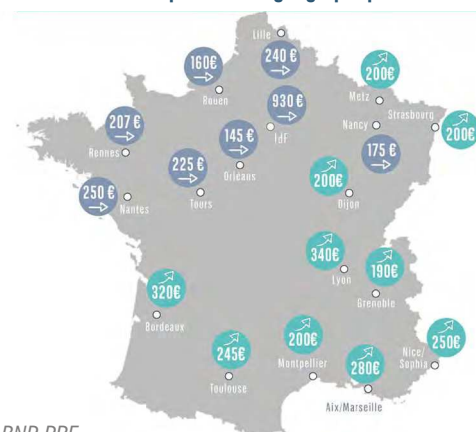 Lille
240 €
160€
Rouen
200€
Metz
Strasbourg
200€
930 €
IdF
Nancy
175 €
207 €
Rennes
145 €
Orléans
225 €
Tours
250 €
Nantes
200€
Dijon
340€
Lyon
190€
Grenoble
320€
Bordeaux
245€
Toulouse
200€
Montpellier
280€
Aix/Marseille
250€
Nice/
Sophia